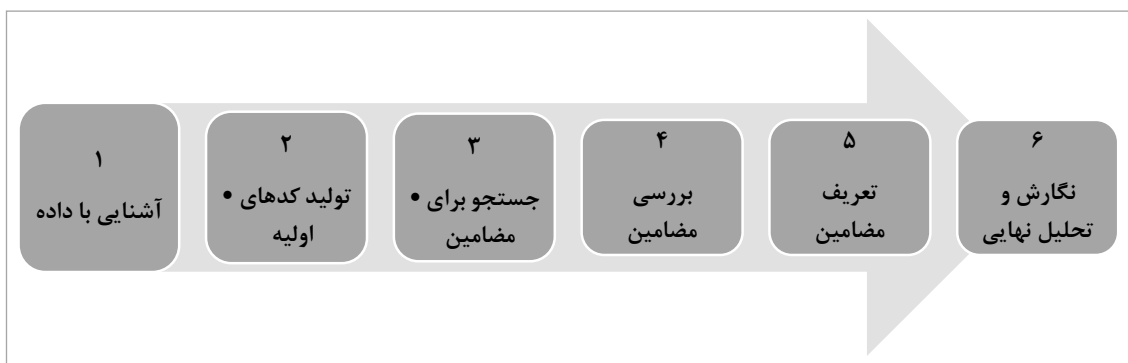 ۱
آشنایی با داده
۲
• تولید کدهای
اولیه
۳
• جستجو برای
مضامین
۴
بررسی
مضامین
۵
تعریف
مضامین
۶
نگارش و
تحلیل نهایی